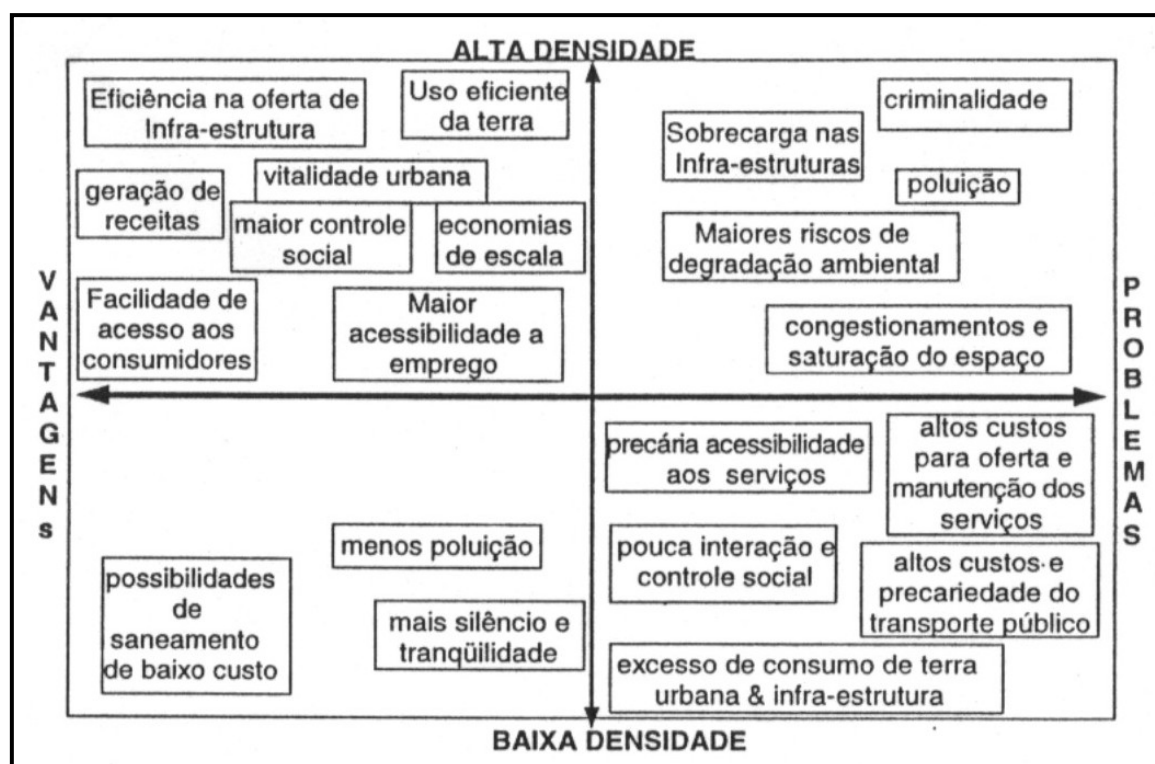 ALTA DENSIDADE
Eficiência na oferta de
Infra-estrutura
Uso eficiente
da terra
vitalidade urbana
geração de
receitas
maior controle
social
economias
de escala
Facilidade de
acesso aos
consumidores
Maior
acessibilidade a
emprego
criminalidade
Sobrecarga nas
Infra-estruturas
poluição
Maiores riscos de
degradação ambiental
congestionamentos e
saturação do espaço
VANTAGENs
PROBLEMAS
menos poluição
possibilidades
de
saneamento
de baixo custo
mais silêncio e
tranqüilidade
precária acessibilidade
aos serviços
altos custos
para oferta e
manutenção dos
serviços
pouca interação e
controle social
altos custos e
precariedade do
transporte público
excesso de consumo de terra
urbana & infra-estrutura
BAIXA DENSIDADE